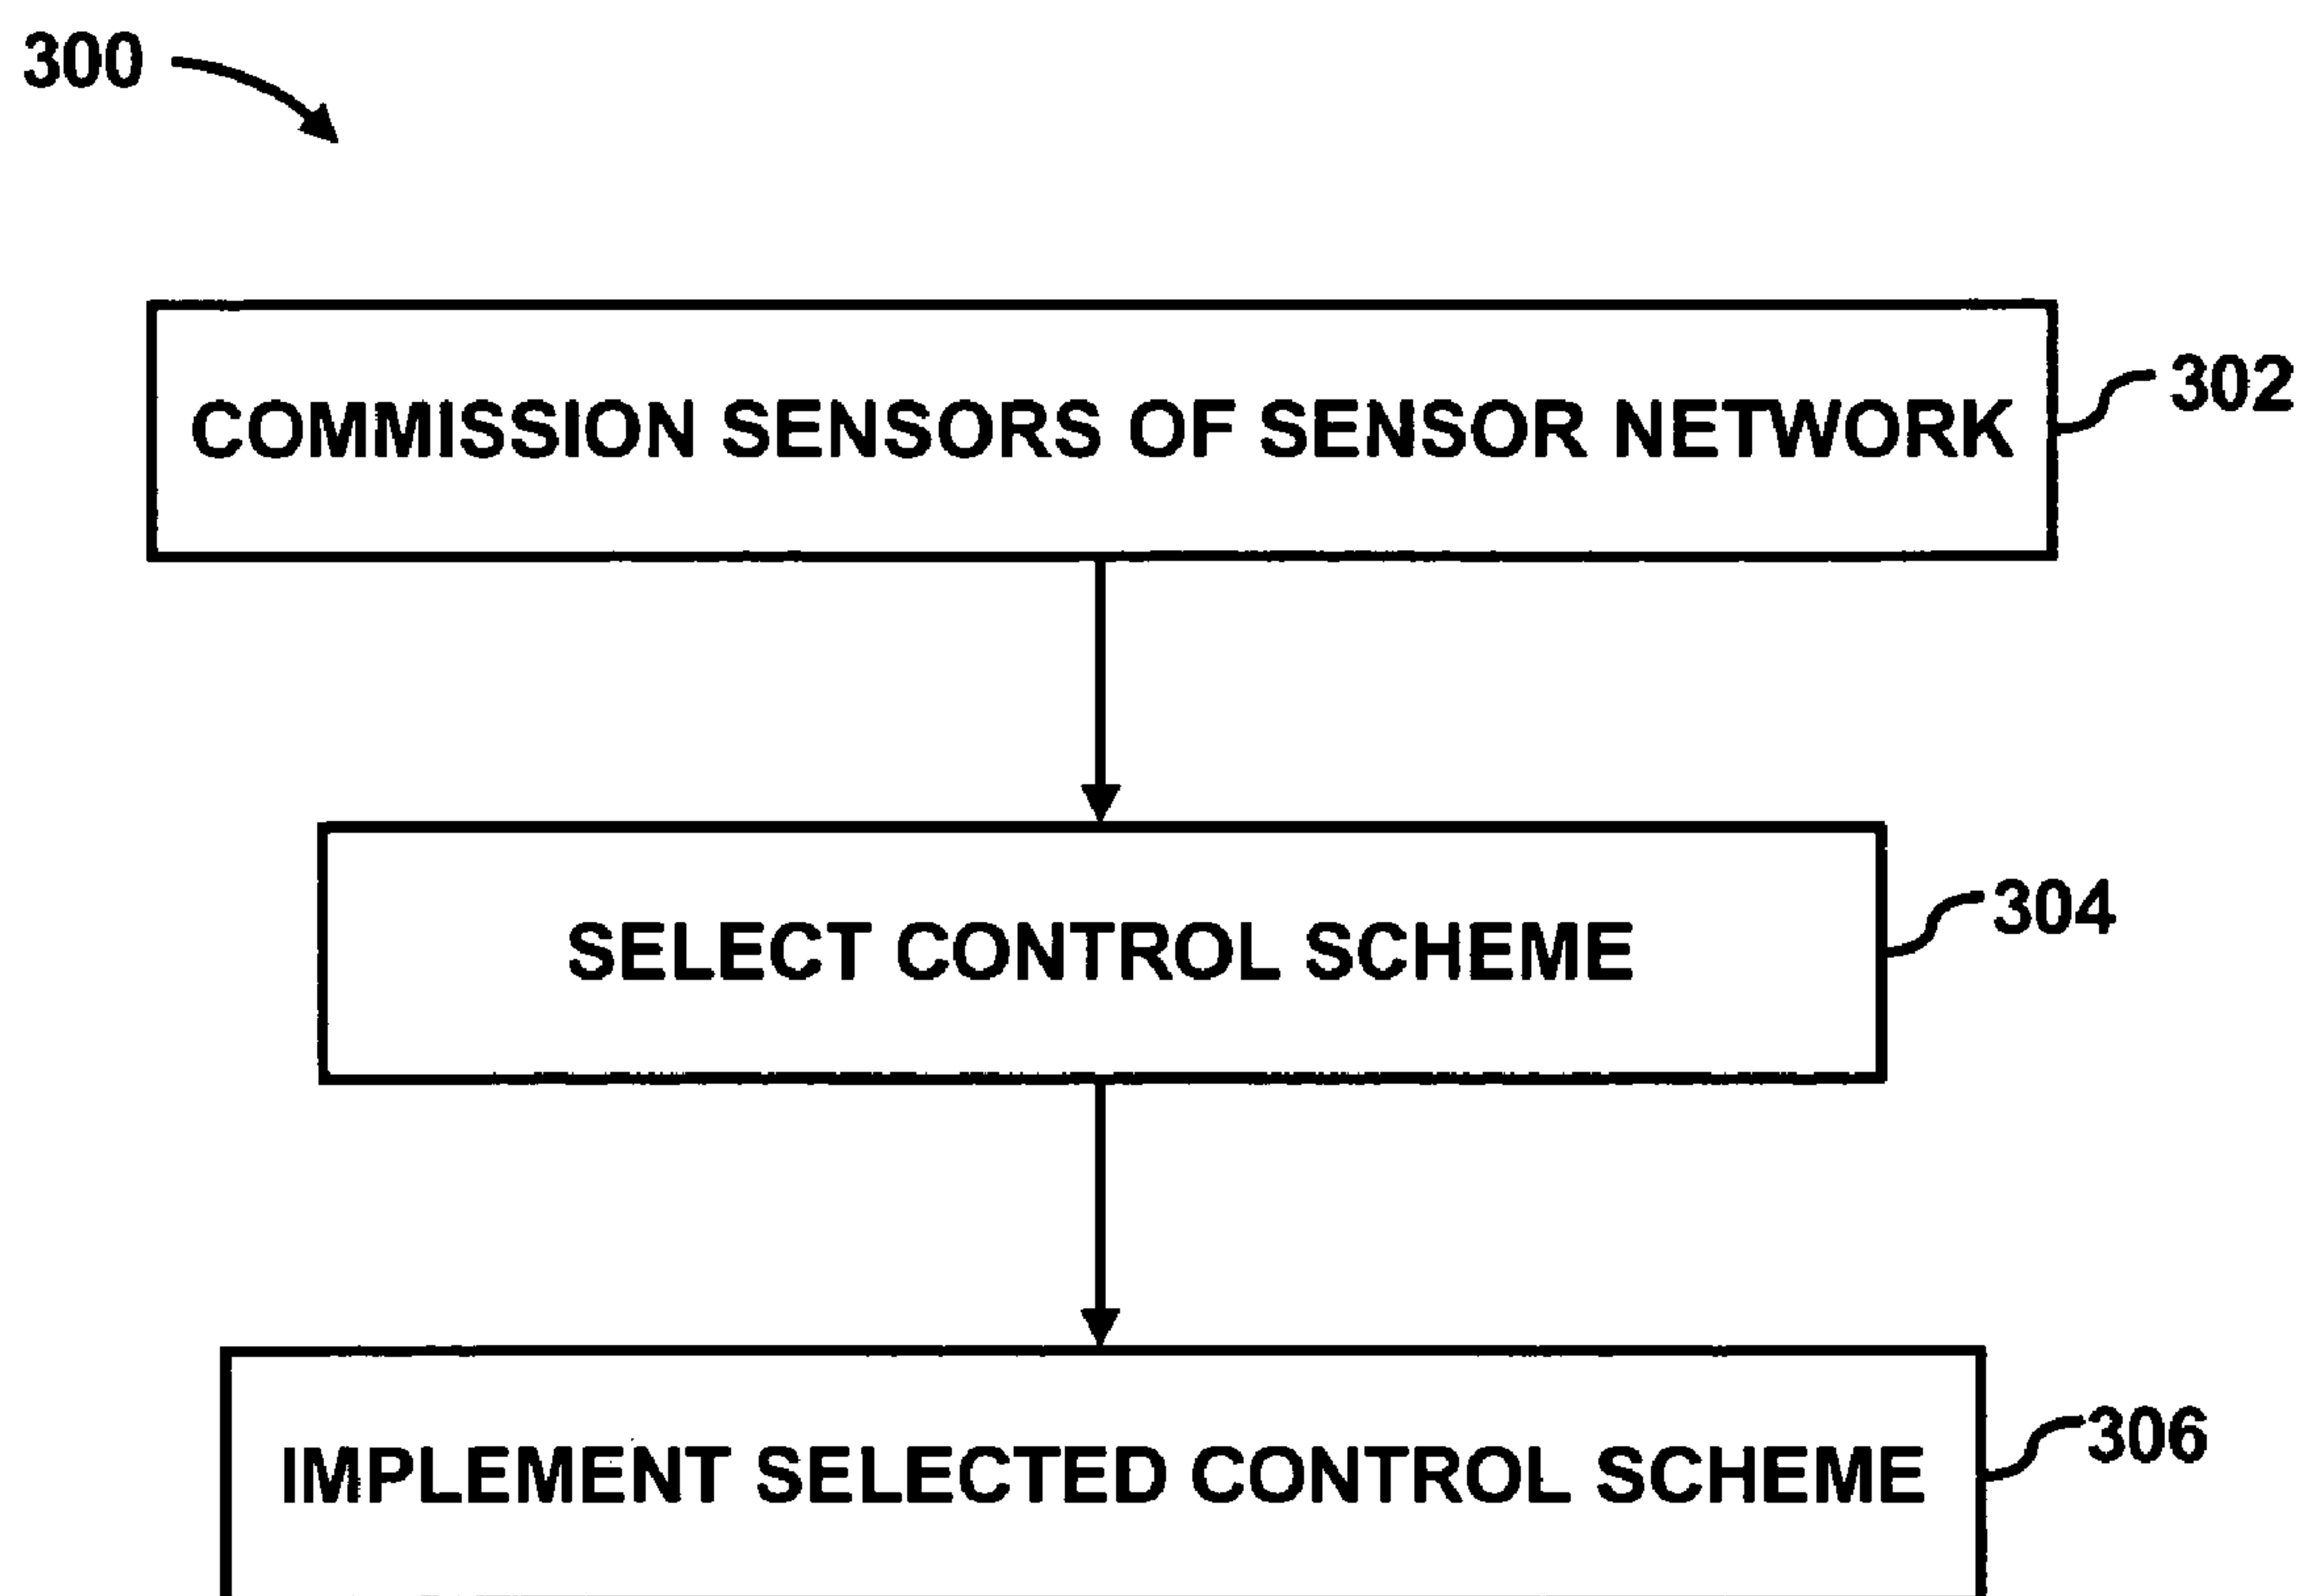 300
COMMISSION SENSORS OF SENSOR NETWORK
302
SELECT CONTROL SCHEME
304
IMPLEMENT SELECTED CONTROL SCHEME
306